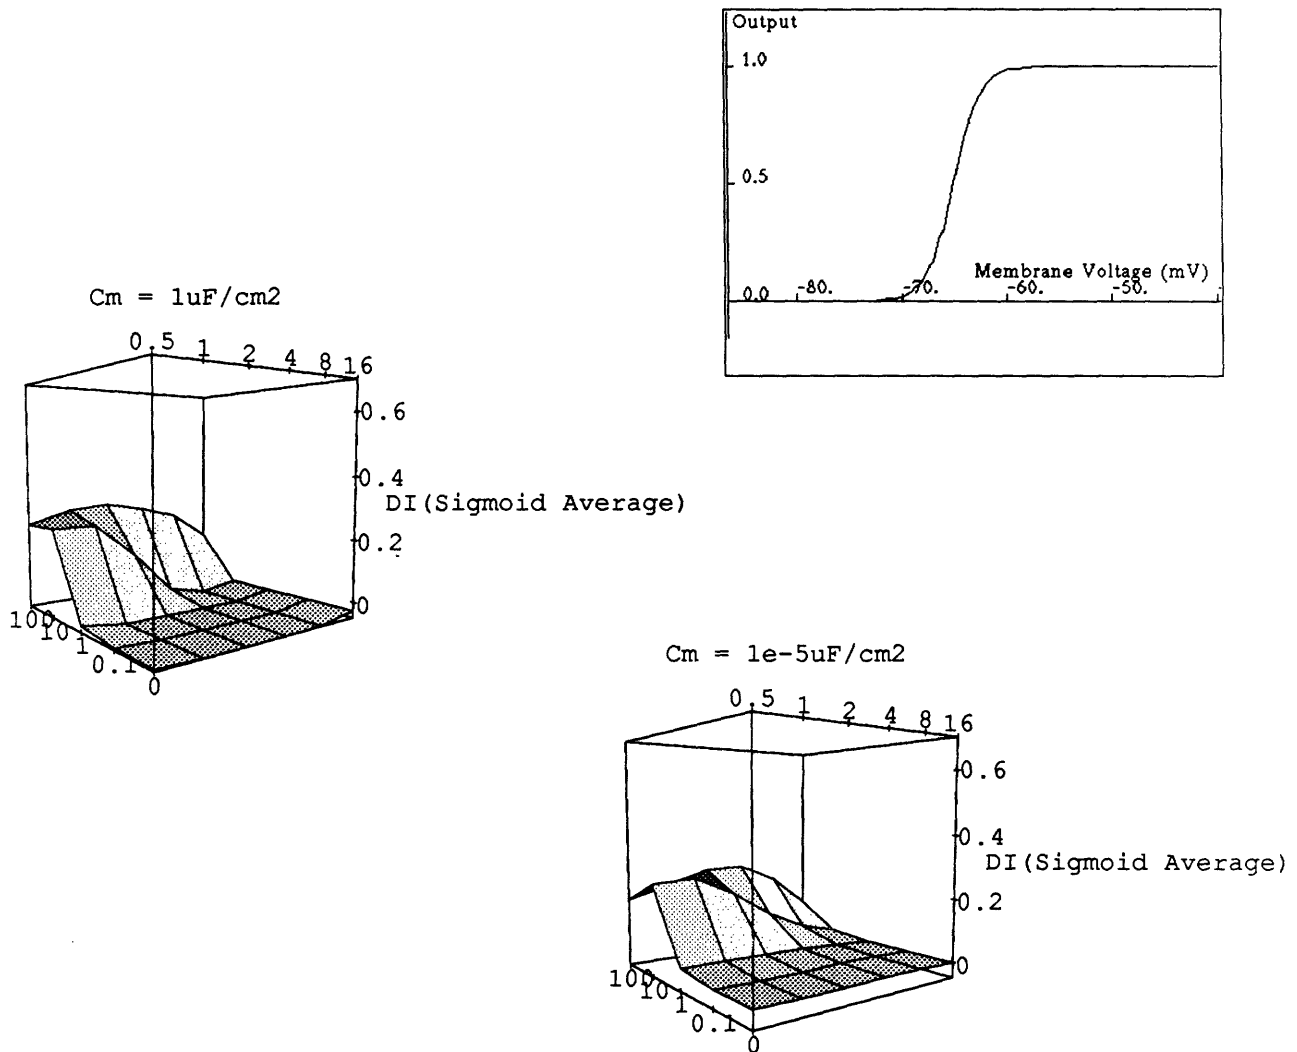 Output
1.0
0.5
Membrane Voltage (mV)
0.0 -80. -70. -60. -50.
Cm = 1uF/cm2
0.5 1 2 4 8 16
0.6
0.4
DI(Sigmoid Average)
0.2
0
100 10 1 0.1 0
Cm = 1e-5uF/cm2
0.5 1 2 4 8 16
0.6
0.4
DI(Sigmoid Average)
0.2
0
100 10 1 0.1 0